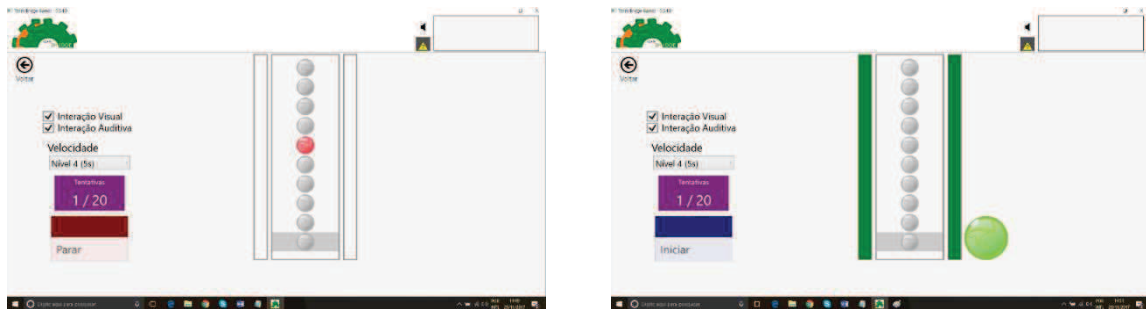 Voltar
Interação Visual
Interação Auditiva
Velocidade
Nível 4 (5s)
Tentativas
1 / 20
Parar
Voltar
Interação Visual
Interação Auditiva
Velocidade
Nível 4 (5s)
Tentativas
1 / 20
Iniciar